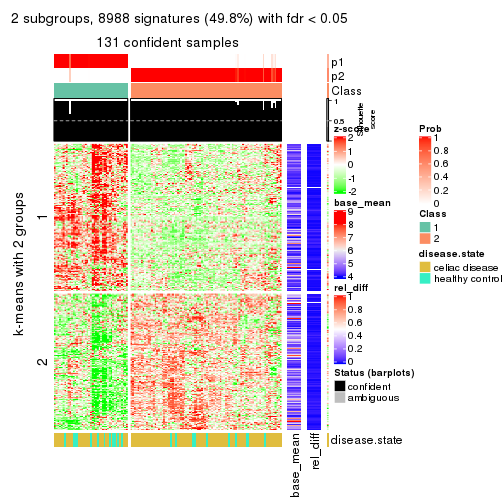 2 subgroups, 8988 signatures (49.8%) with fdr < 0.05
131 confident samples
p1
p2
Class
1
0.5
Silhouette
score
k-means with 2 groups
1
2
base_mean
rel_diff
disease.state
z-score
2
1
0
-1
-2
base_mean
9
8
7
6
5
4
rel_diff
1
0.8
0.6
0.4
0.2
0
Status (barplots)
confident
ambiguous
Prob
1
0.8
0.6
0.4
0.2
0
Class
1
2
disease.state
celiac disease
healthy control